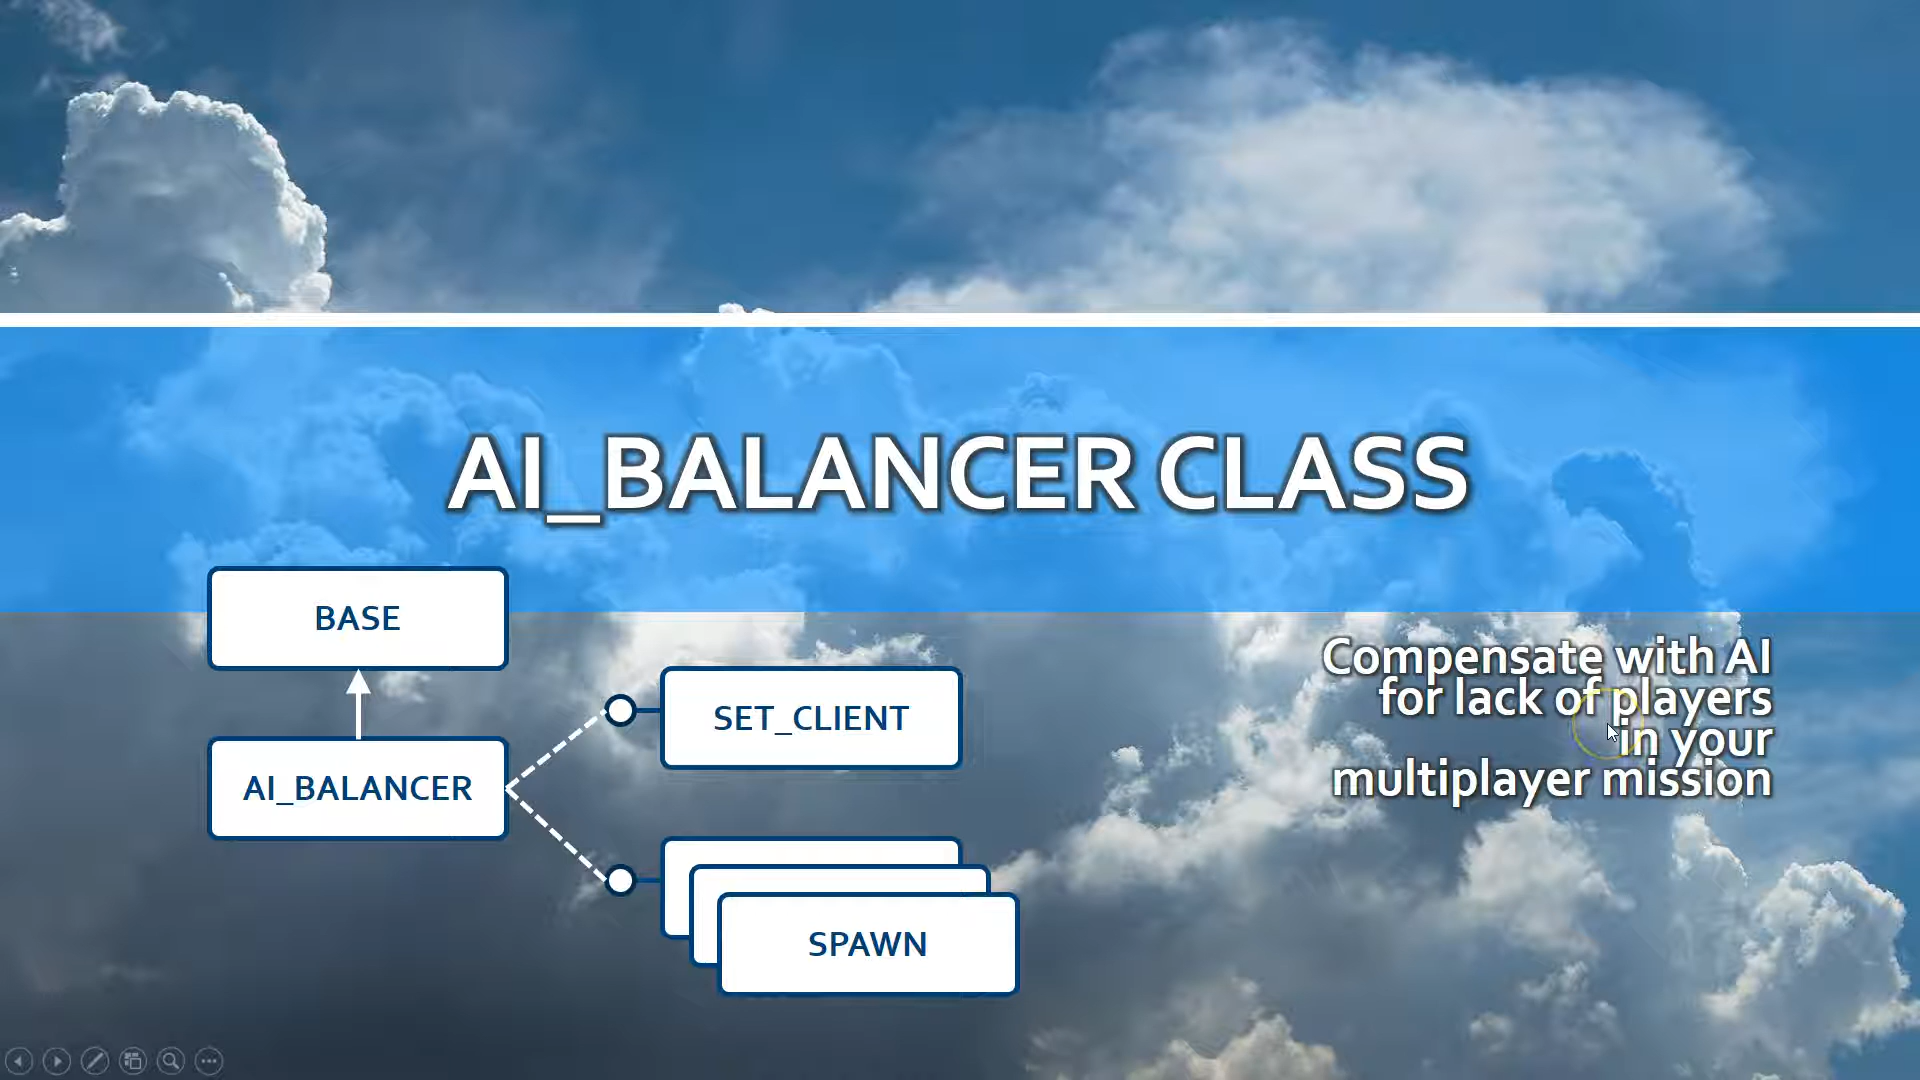 AI_BALANCER CLASS
BASE
AI_BALANCER
SET_CLIENT
SPAWN
Compensate with AI
for lack of players
in your
multiplayer mission